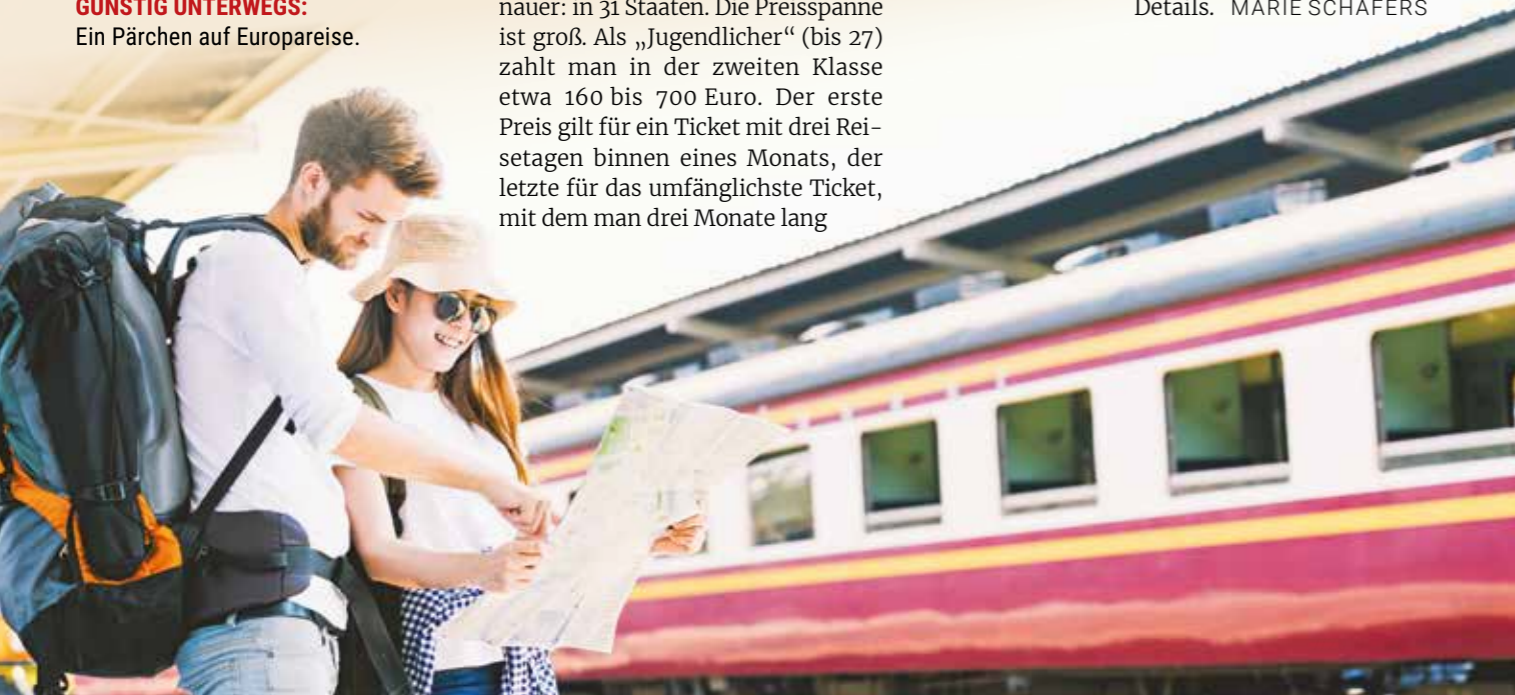 GÜNSTIG UNTERWEGS:
Ein Pärchen auf Europareise.
nauer: in 31 Staaten. Die Preisspanne
ist groß. Als „Jugendlicher“ (bis 27)
zahlt man in der zweiten Klasse
etwa 160 bis 700 Euro. Der erste
Preis gilt für ein Ticket mit drei Rei-
setagen binnen eines Monats, der
letzte für das umfänglichste Ticket,
mit dem man drei Monate lang
Details. MARIE SCHÄFERS